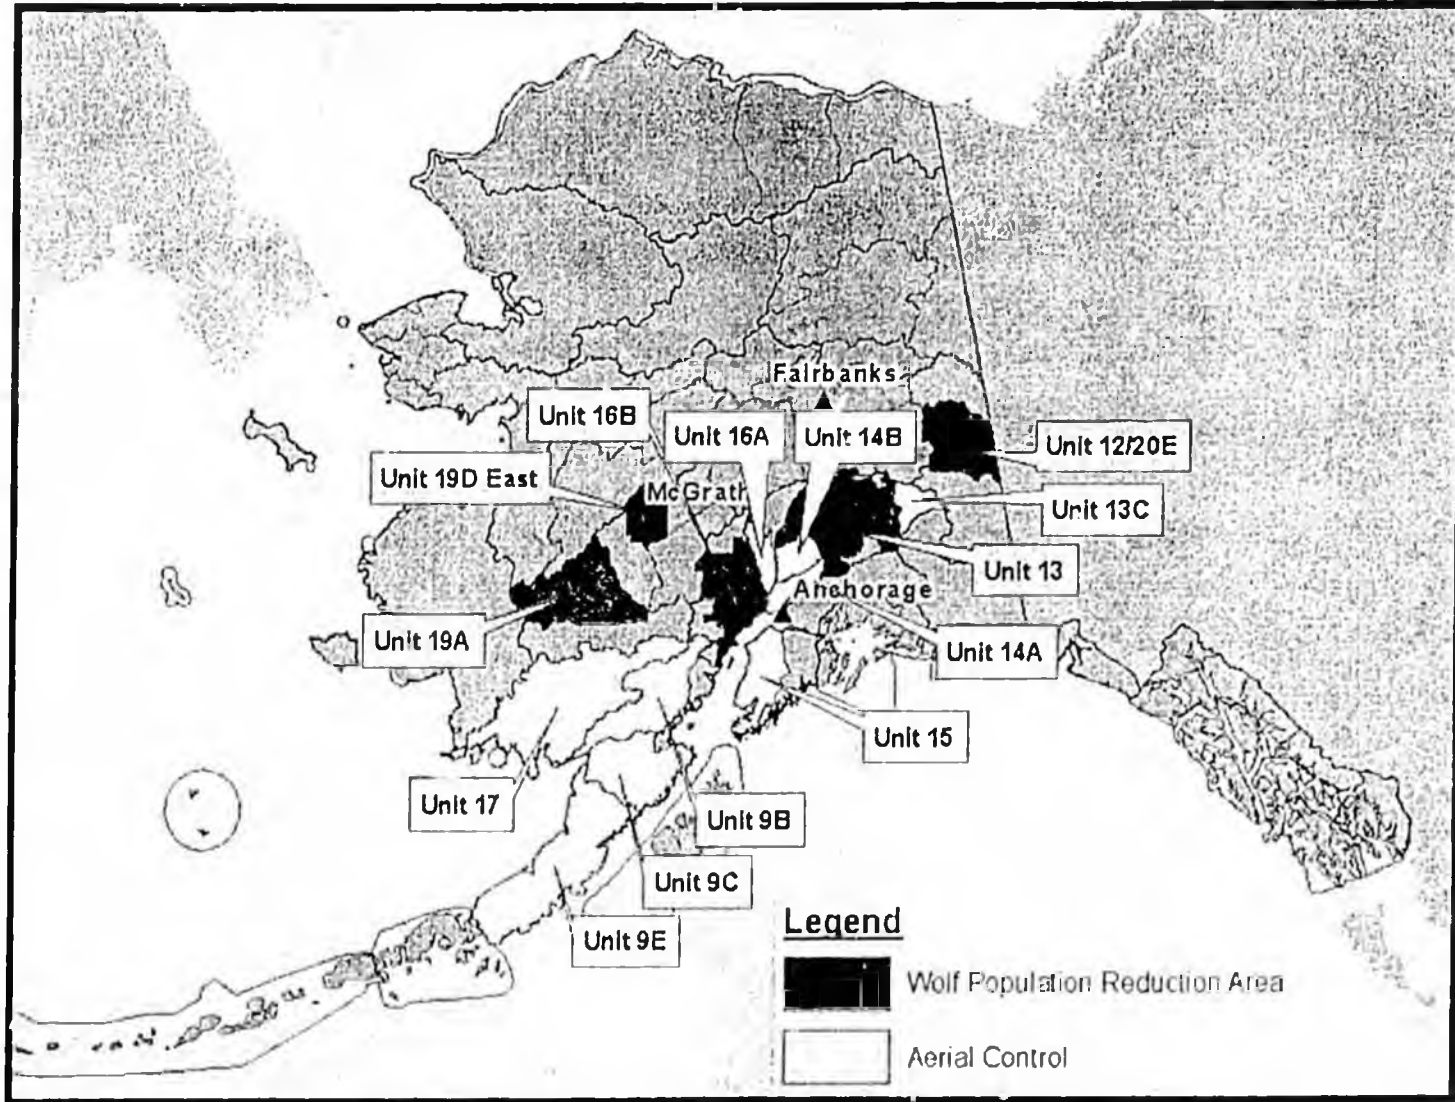 Fairbanks
Unit 16B
Unit 16A
Unit 14B
Unit 12/20E
Unit 19D East
McGrath
Unit 13C
Unit 13
Anchorage
Unit 19A
Unit 14A
Unit 15
Unit 17
Unit 9B
Unit 9C
Unit 9E
Legend
Wolf Population Reduction Area
Aerial Control